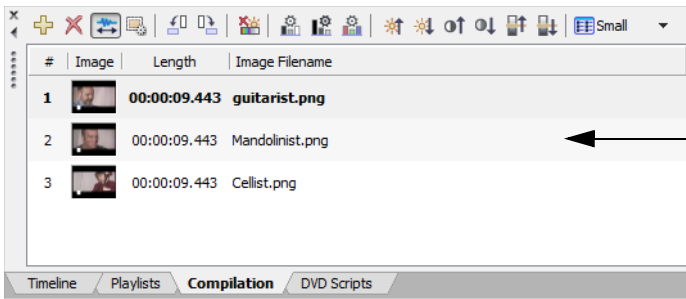 Small
# Image Length Image Filename
1 00:00:09.443 guitarist.png
2 00:00:09.443 Mandolinist.png
3 00:00:09.443 Cellist.png
Timeline Playlists Compilation DVD Scripts